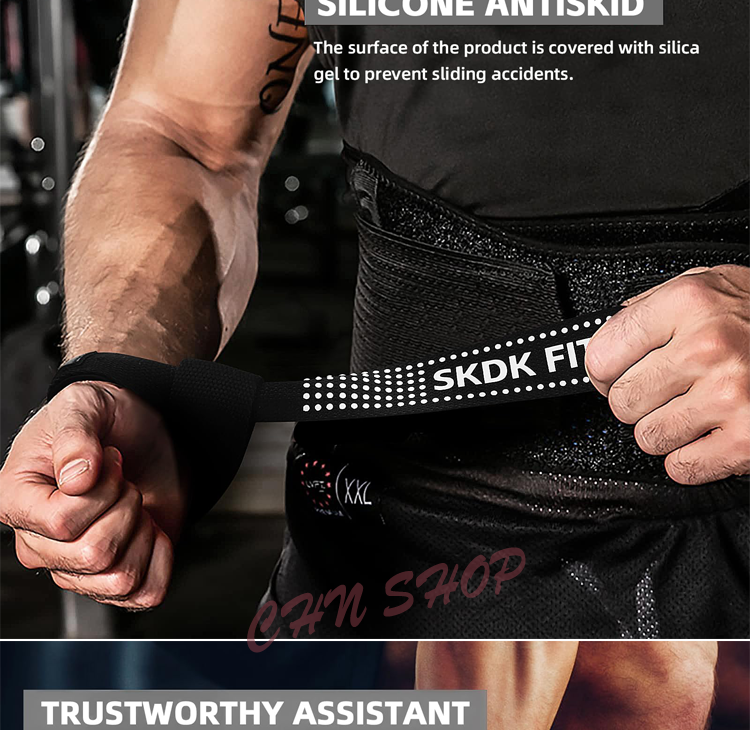 SILICONE ANTISKID
The surface of the product is covered with silica
gel to prevent sliding accidents.
SKDK FIT
(XXL
CHN SHOP
TRUSTWORTHY ASSISTANT